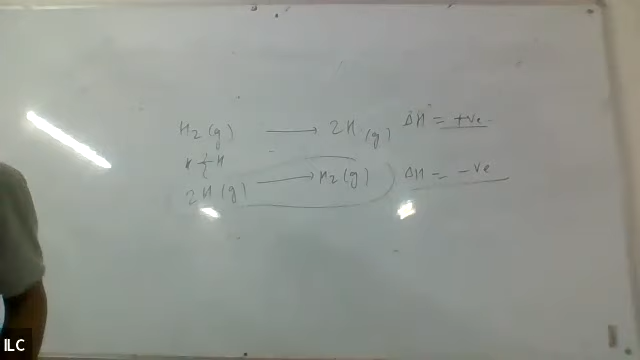 H₂(g) ⟶ 2H(g) ΔH = +ve
H H
2H(g) ⟶ H₂(g) ΔH = -ve
ILC